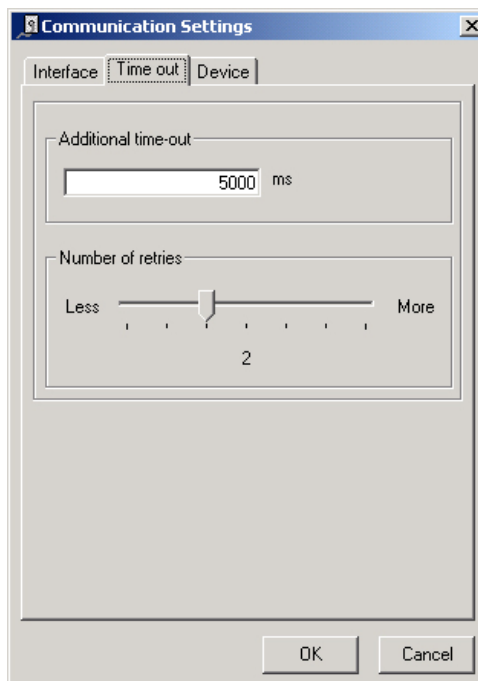 Communication Settings
Interface Time out Device
Additional time-out
5000 ms
Number of retries
Less More
2
OK Cancel